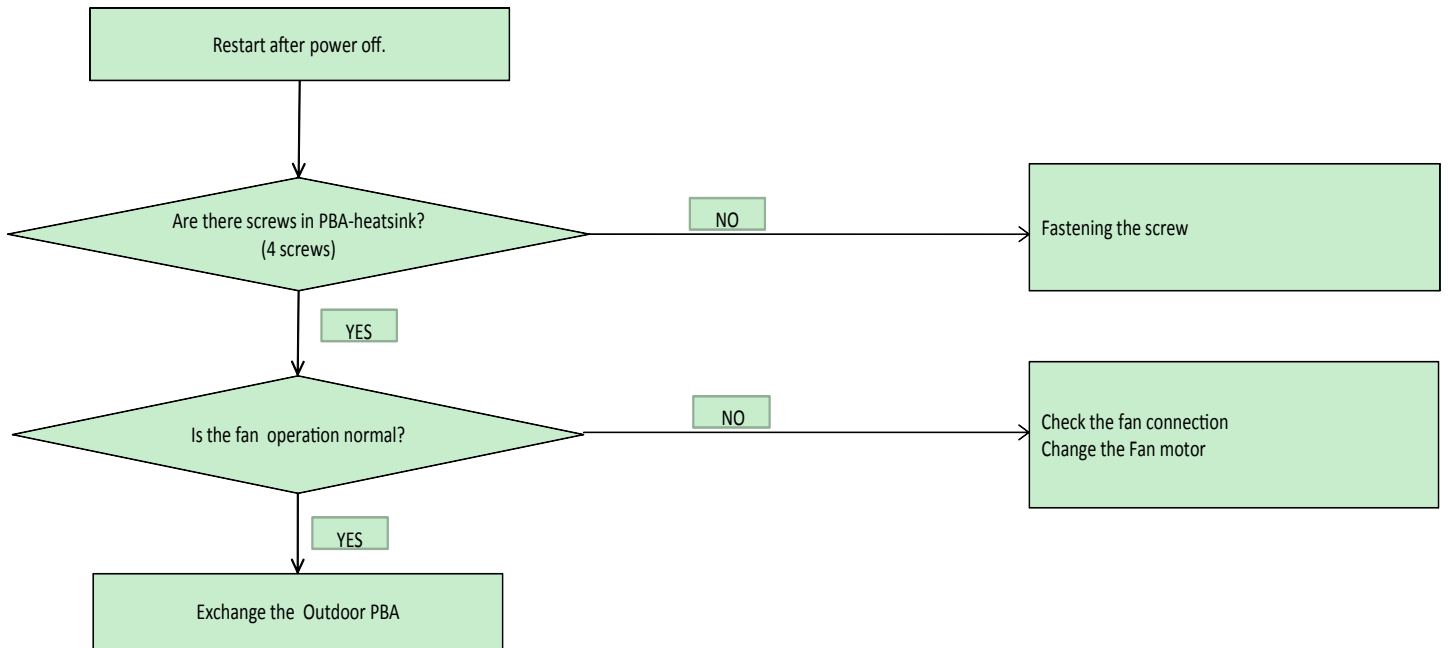 Restart after power off.
Are there screws in PBA-heatsink?
(4 screws)
NO
Fastening the screw
YES
Is the fan operation normal?
NO
Check the fan connection
Change the Fan motor
YES
Exchange the Outdoor PBA